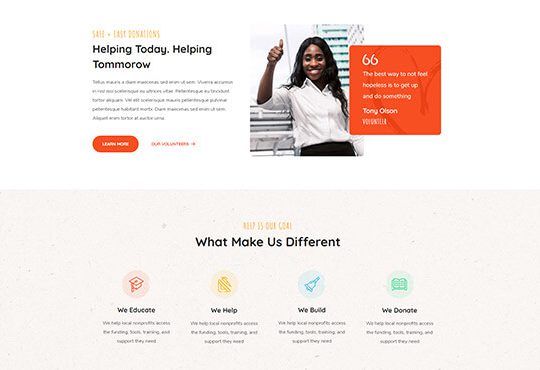 SAFE + EASY DONATIONS
Helping Today. Helping
Tommorow
Tellus mauris a diam maecenas sed enim ut sem. Viverra accumsan
in nisl nisi scelerisque eu ultrices vitae. Pellentesque eu tincidunt
tortor aliquam. Vel elit scelerisque mauris pellentesque pulvinar
pellentesque habitant morbi. Diam maecenas sed enim ut sem.
Aliquet enim tortor at auctor urna.
LEARN MORE
OUR VOLUNTEERS →
The best way to not feel
hopeless is to get up
and do something
Tony Olson
VOLUNTEER
HELP IS OUR GOAL
What Make Us Different
We Educate
We help local nonprofits access
the funding, tools, training, and
support they need
We Help
We help local nonprofits access
the funding, tools, training, and
support they need
We Build
We help local nonprofits access
the funding, tools, training, and
support they need
We Donate
We help local nonprofits access
the funding, tools, training, and
support they need